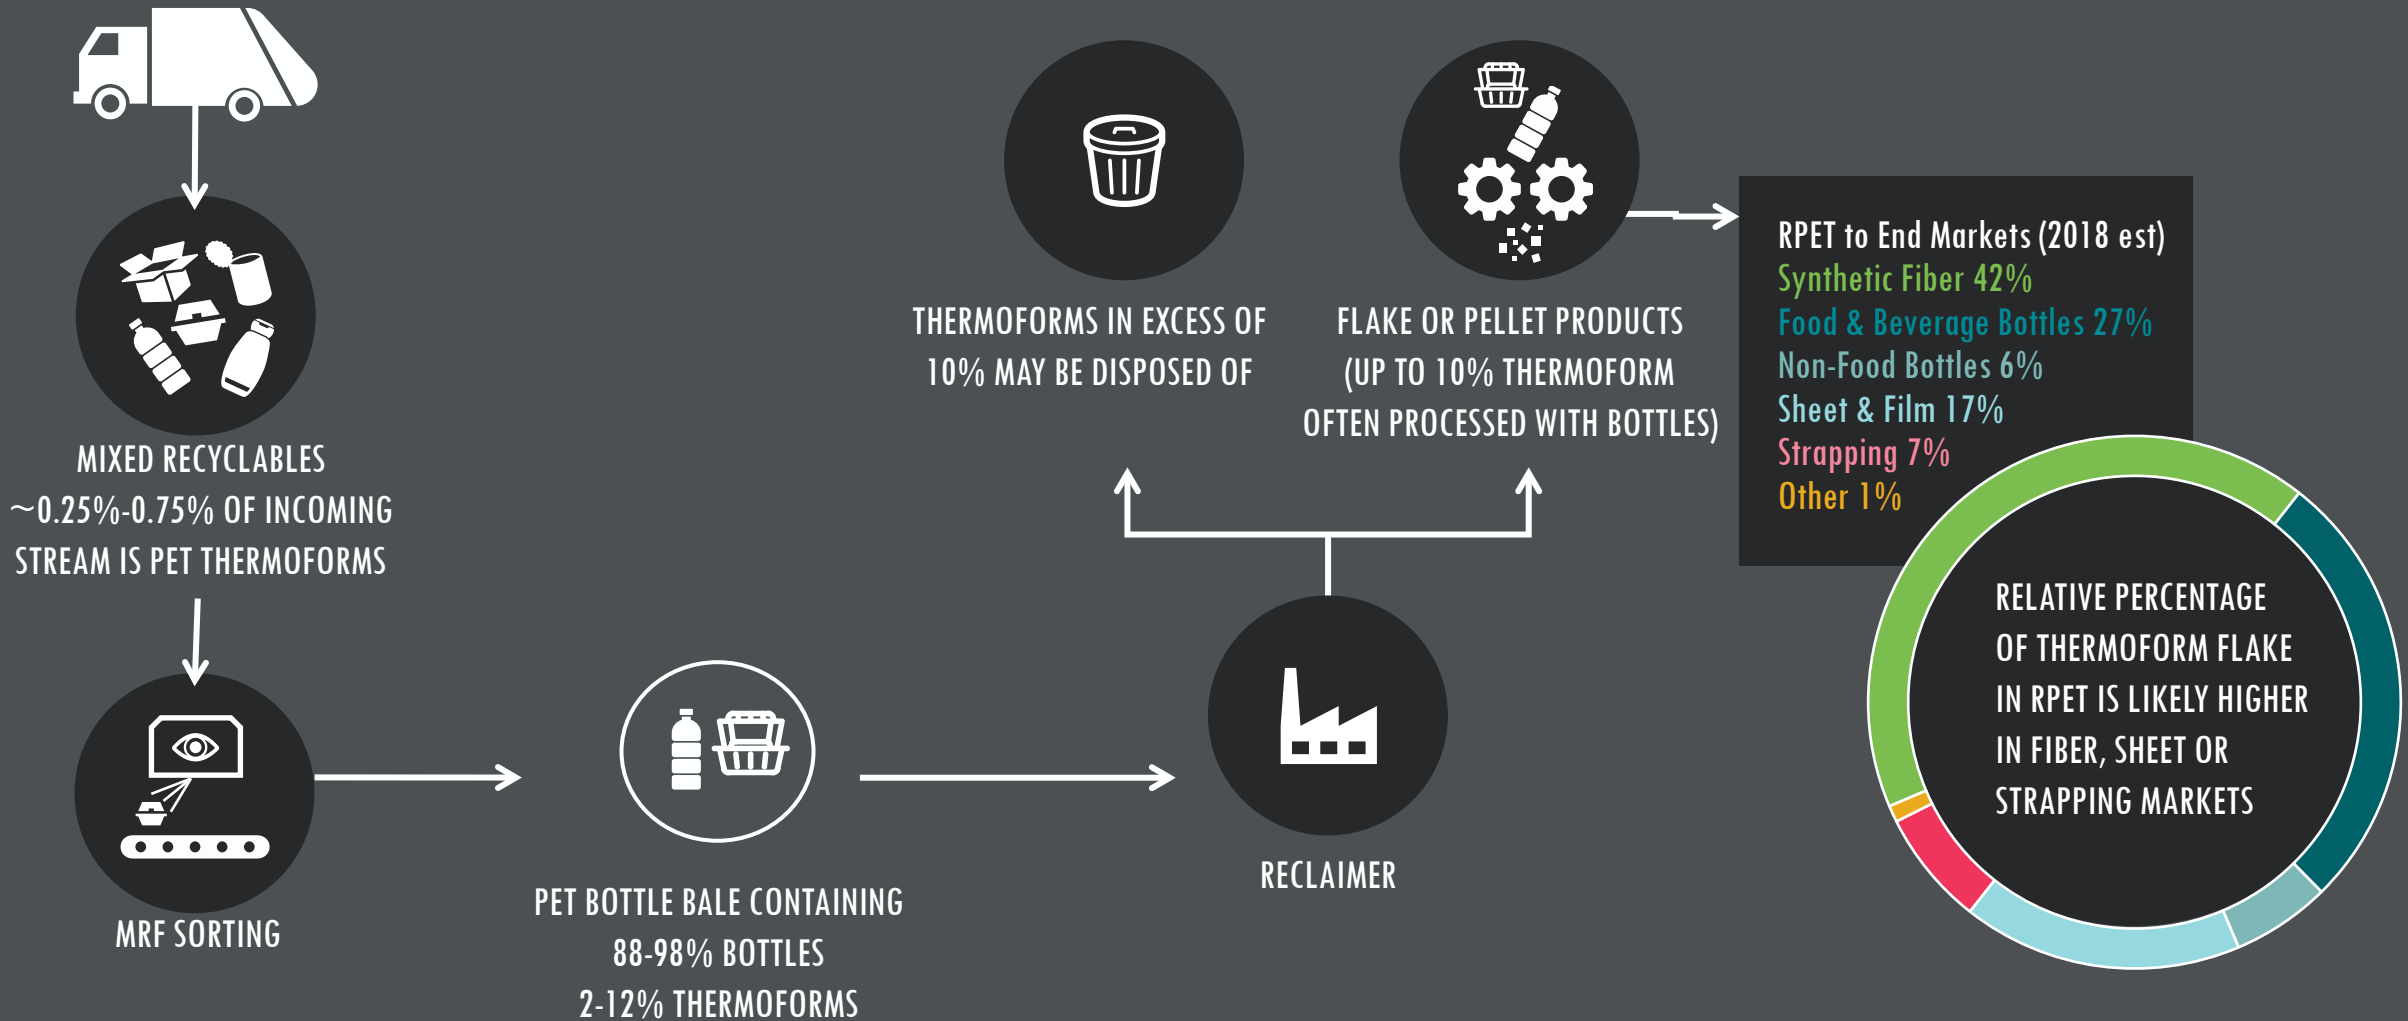 MIXED RECYCLABLES
~0.25%-0.75% OF INCOMING
STREAM IS PET THERMOFORMS
MRF SORTING
PET BOTTLE BALE CONTAINING
88-98% BOTTLES
2-12% THERMOFORMS
RECLAIMER
THERMOFORMS IN EXCESS OF
10% MAY BE DISPOSED OF
FLAKE OR PELLET PRODUCTS
(UP TO 10% THERMOFORM
OFTEN PROCESSED WITH BOTTLES)
RPET to End Markets (2018 est)
Synthetic Fiber 42%
Food & Beverage Bottles 27%
Non-Food Bottles 6%
Sheet & Film 17%
Strapping 7%
Other 1%
RELATIVE PERCENTAGE
OF THERMOFORM FLAKE
IN RPET IS LIKELY HIGHER
IN FIBER, SHEET OR
STRAPPING MARKETS